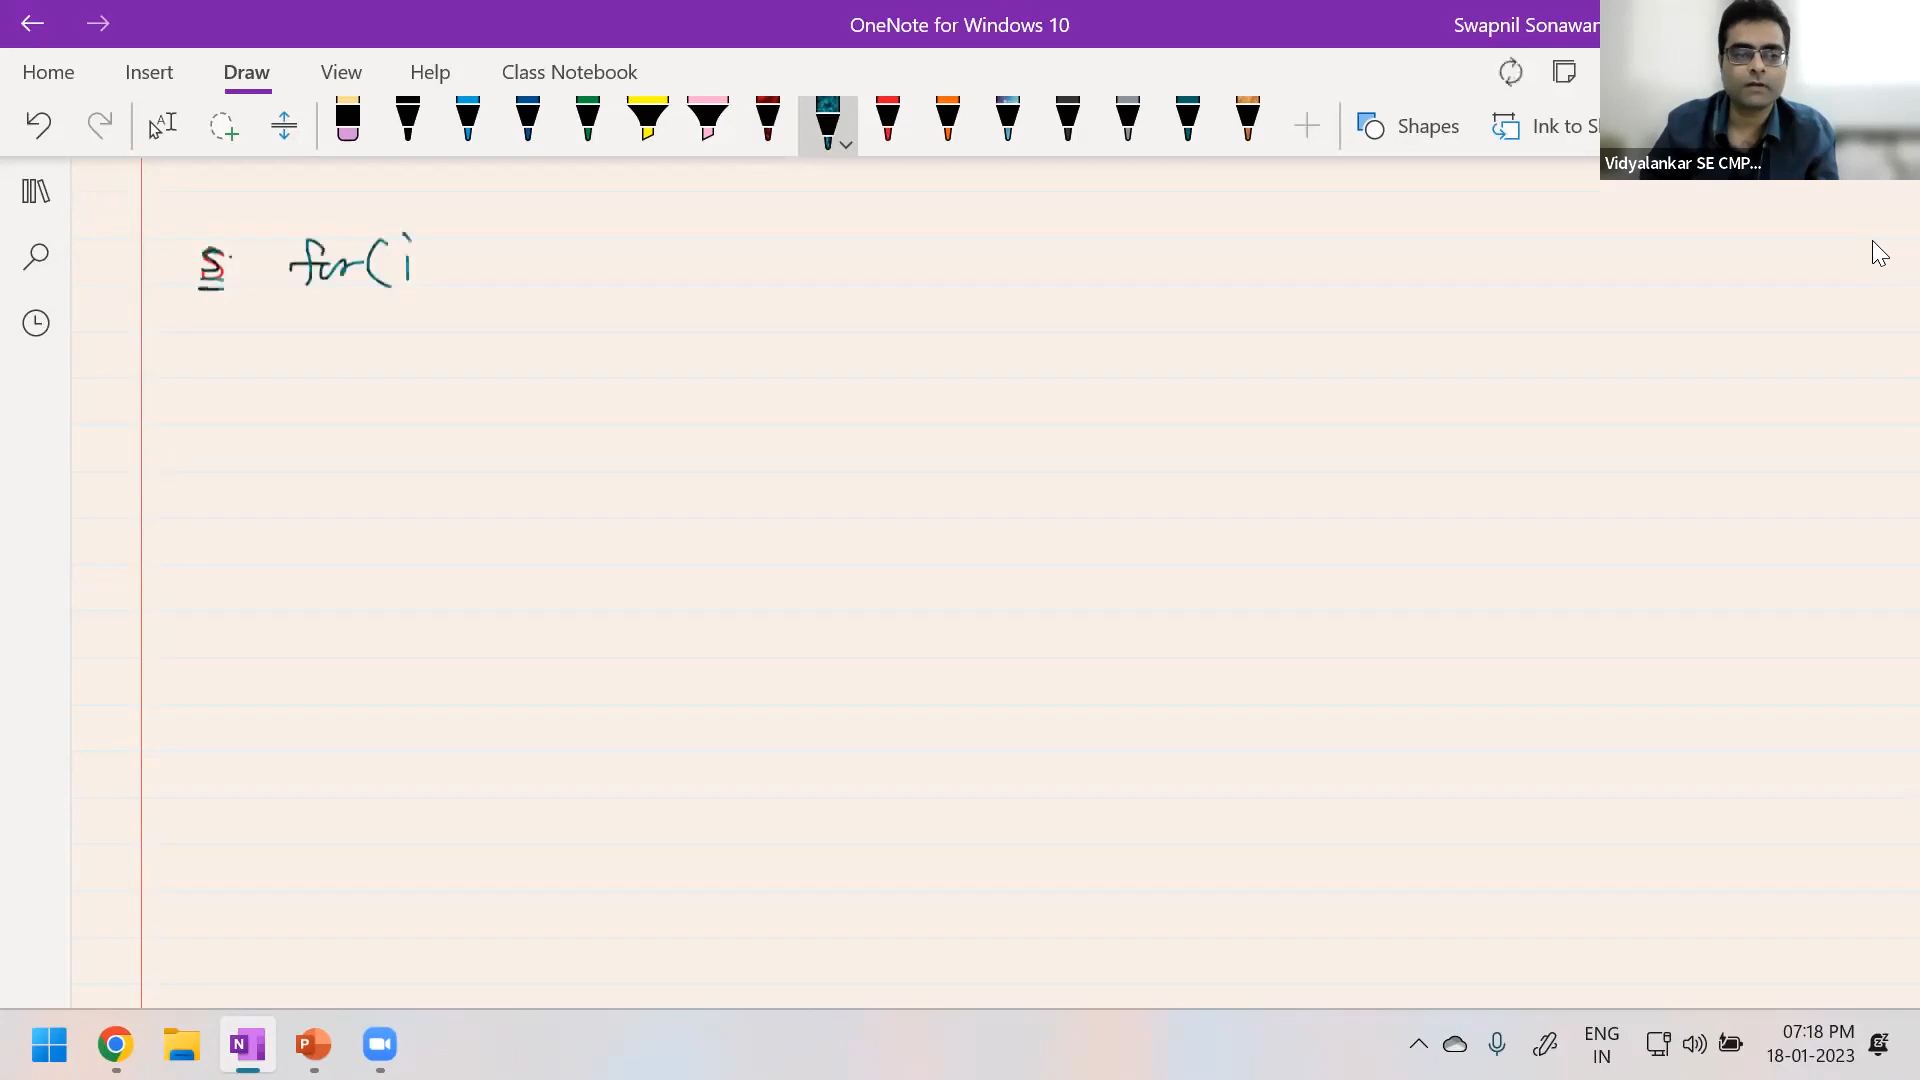 OneNote for Windows 10
Swapnil Sonawan
Home Insert Draw View Help Class Notebook
Shapes Ink to S
Vidyalankar SE CMP...
5. for(i
ENG
IN
07:18 PM
18-01-2023